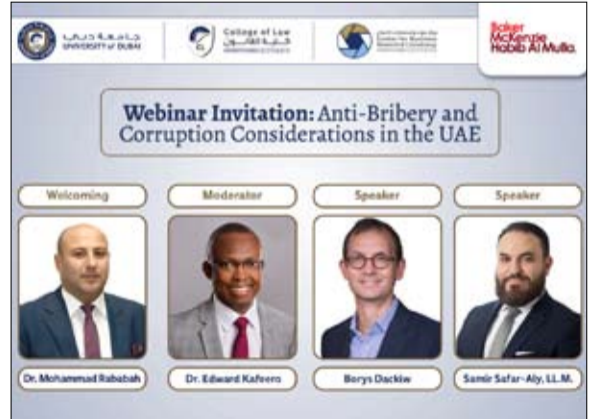 جامعة دبي
UNIVERSITY of DUBAI
College of Law
كلية القانون
Baker
McKenzie
Habib Al Mulla
Webinar Invitation: Anti-Bribery and
Corruption Considerations in the UAE
Welcoming
Moderator
Speaker
Speaker
Dr. Mohammad Rababah
Dr. Edward Kafeero
Borys Dackiw
Samir Safar-Aly, LL.M.